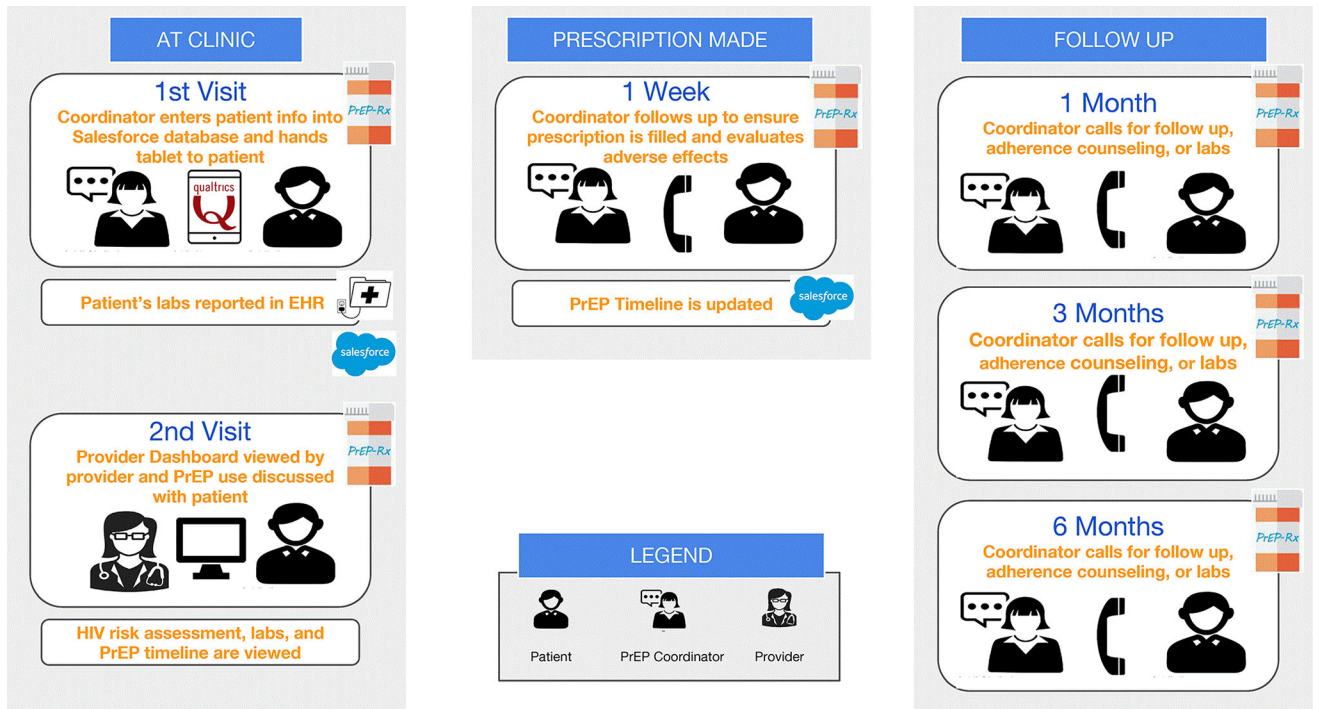 AT CLINIC
1st Visit
Coordinator enters patient info into
Salesforce database and hands
tablet to patient
PrEP-Rx
qualtrics
Q
Patient's labs reported in EHR
salesforce
2nd Visit
Provider Dashboard viewed by
provider and PrEP use discussed
with patient
PrEP-Rx
HIV risk assessment, labs, and
PrEP timeline are viewed
PRESCRIPTION MADE
1 Week
Coordinator follows up to ensure
prescription is filled and evaluates
adverse effects
PrEP-Rx
PrEP Timeline is updated
salesforce
LEGEND
Patient
PrEP Coordinator
Provider
FOLLOW UP
1 Month
Coordinator calls for follow up,
adherence counseling, or labs
PrEP-Rx
3 Months
Coordinator calls for follow up,
adherence counseling, or labs
PrEP-Rx
6 Months
Coordinator calls for follow up,
adherence counseling, or labs
PrEP-Rx